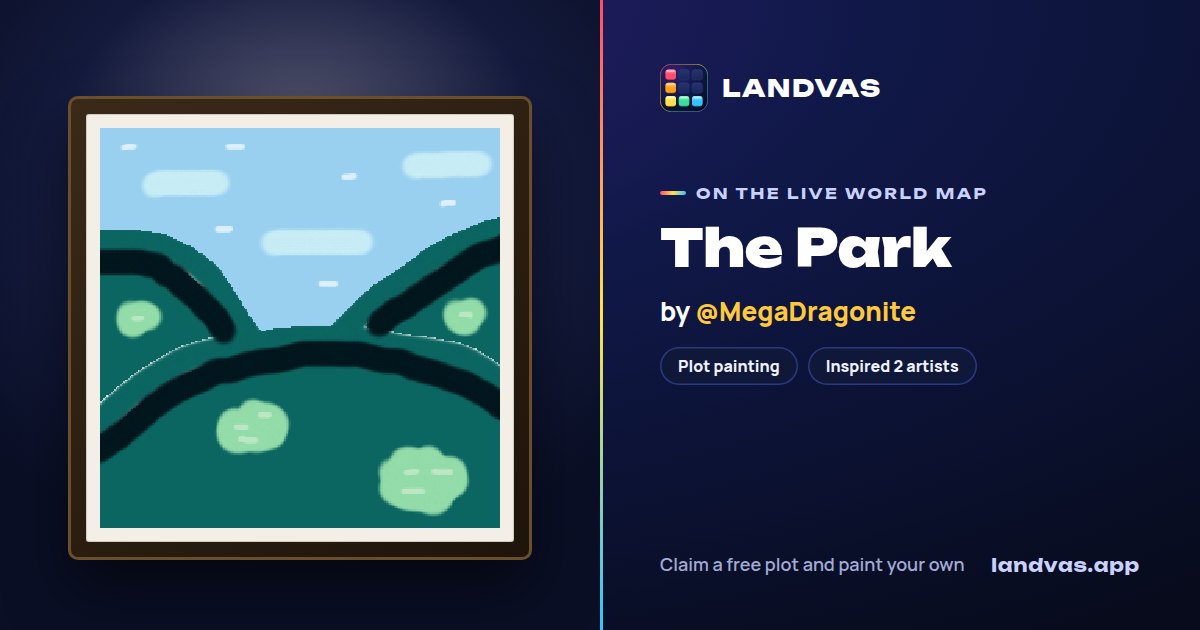 LANDVAS
ON THE LIVE WORLD MAP
The Park
by @MegaDragonite
Plot painting
Inspired 2 artists
Claim a free plot and paint your own
landvas.app